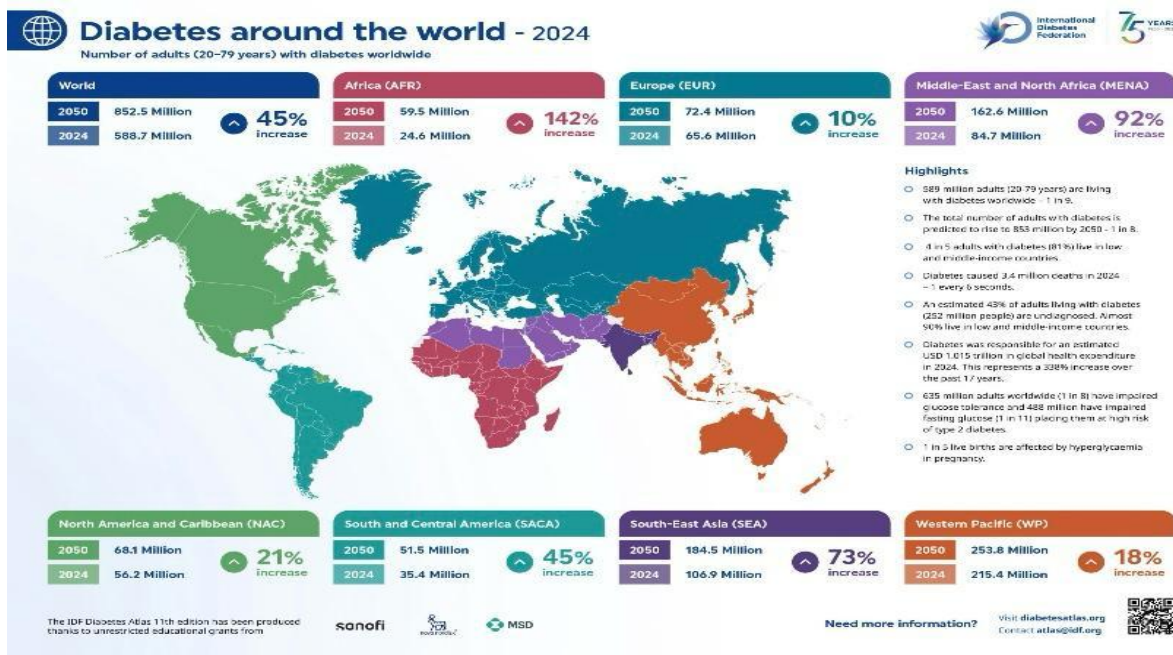 Diabetes around the world - 2024
Number of adults (20–79 years) with diabetes worldwide
International
Diabetes
Federation
75 YEARS
World
2050 852.5 Million
2024 588.7 Million
45%
increase
Africa (AFR)
2050 59.5 Million
2024 24.6 Million
142%
increase
Europe (EUR)
2050 72.4 Million
2024 65.6 Million
10%
increase
Middle-East and North Africa (MENA)
2050 162.6 Million
2024 84.7 Million
92%
increase
Highlights
589 million adults (20-79 years) are living
with diabetes worldwide – 1 in 9.
The total number of adults with diabetes is
predicted to rise to 853 million by 2050 - 1 in 8.
4 in 5 adults with diabetes (81%) live in low
and middle-income countries.
Diabetes caused 3.4 million deaths in 2024
– 1 every 6 seconds.
An estimated 43% of adults living with diabetes
(252 million people) are undiagnosed. Almost
90% live in low and middle-income countries.
Diabetes was responsible for an estimated
USD 1.015 trillion in global health expenditure
in 2024. This represents a 338% increase over
the past 17 years.
635 million adults worldwide (1 in 8) have impaired
glucose tolerance and 488 million have impaired
fasting glucose (1 in 11) placing them at high risk
of type 2 diabetes.
1 in 5 live births are affected by hyperglycaemia
in pregnancy.
North America and Caribbean (NAC)
2050 68.1 Million
2024 56.2 Million
21%
increase
South and Central America (SACA)
2050 51.5 Million
2024 35.4 Million
45%
increase
South-East Asia (SEA)
2050 184.5 Million
2024 106.9 Million
73%
increase
Western Pacific (WP)
2050 253.8 Million
2024 215.4 Million
18%
increase
The IDF Diabetes Atlas 11th edition has been produced
thanks to unrestricted educational grants from
sanofi
MSD
Need more information?
Visit diabetesatlas.org
Contact atlas@idf.org